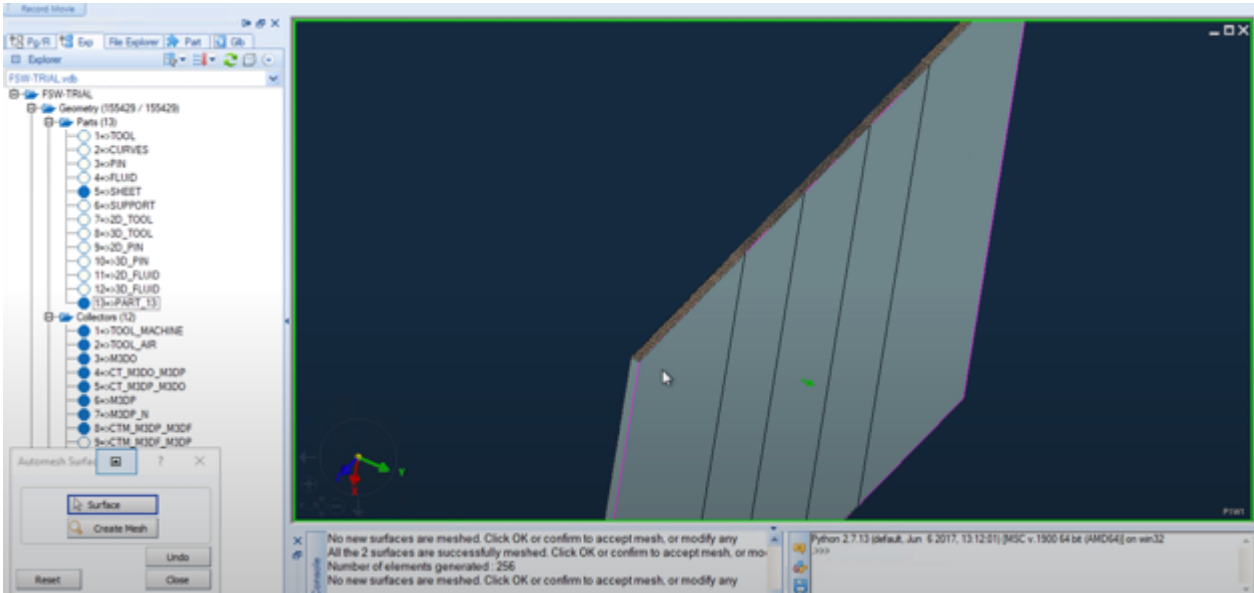 Record Movie
Pg/R Exp File Explorer Part Glb
Explorer
FSW-TRIAL.vdb
FSW-TRIAL
Geometry (155429 / 155429)
Parts (13)
1=>TOOL
2=>CURVES
3=>PIN
4=>FLUID
5=>SHEET
6=>SUPPORT
7=>2D_TOOL
8=>3D_TOOL
9=>2D_PIN
10=>3D_PIN
11=>2D_FLUID
12=>3D_FLUID
13=>PART_13
Collectors (12)
1=>TOOL_MACHINE
2=>TOOL_AIR
3=>M3DO
4=>CT_M3DO_M3DP
5=>CT_M3DP_M3DO
6=>M3DP
7=>M3DP_N
8=>CTM_M3DP_M3DF
9=>CTM_M3DF_M3DP
Automesh Surfac ? X
Surface
Create Mesh
Undo
Reset Close
X
Y
P1W1
Console
No new surfaces are meshed. Click OK or confirm to accept mesh, or modify any
All the 2 surfaces are successfully meshed. Click OK or confirm to accept mesh, or mo
Number of elements generated : 256
No new surfaces are meshed. Click OK or confirm to accept mesh, or modify any
Python 2.7.13 (default, Jun 6 2017, 13:12:01) [MSC v.1900 64 bit (AMD64)] on win32
>>>